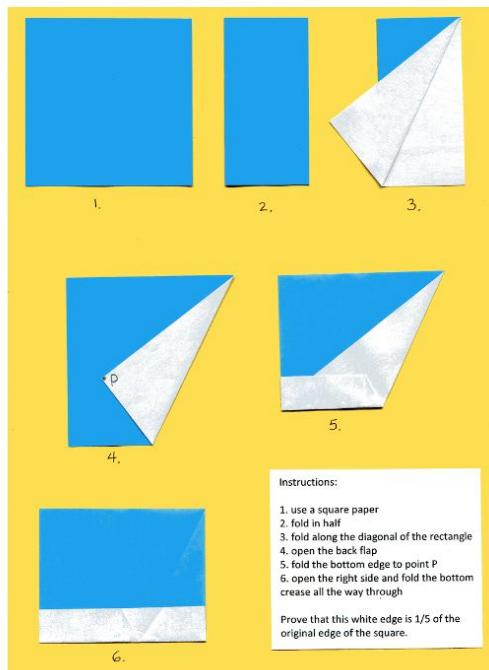 1.
2.
3.
P
4.
5.
Instructions:
1. use a square paper
2. fold in half
3. fold along the diagonal of the rectangle
4. open the back flap
5. fold the bottom edge to point P
6. open the right side and fold the bottom
crease all the way through
Prove that this white edge is 1/5 of the
original edge of the square.
6.